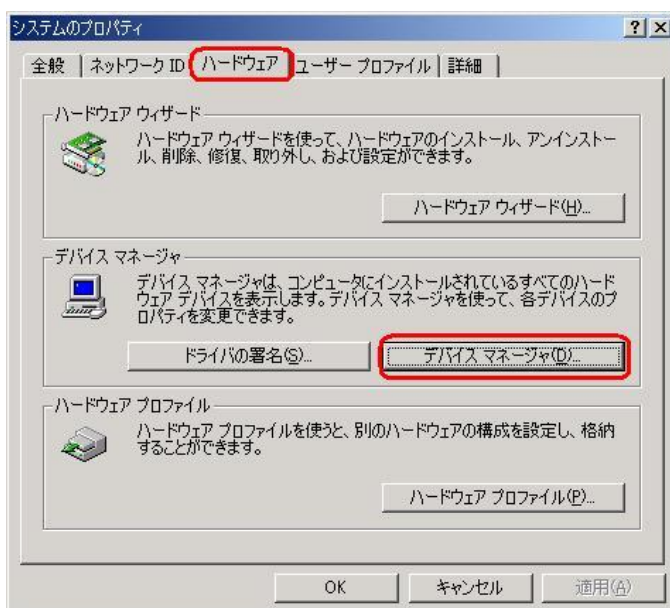 システムのプロパティ
? ×
全般 ネットワーク ID ハードウェア ユーザー プロファイル 詳細
ハードウェア ウィザード
ハードウェア ウィザードを使って、ハードウェアのインストール、アンインストー
ル、削除、修復、取り外し、および設定ができます。
ハードウェア ウィザード(H)...
デバイス マネージャ
デバイス マネージャは、コンピュータにインストールされているすべてのハード
ウェア デバイスを表示します。デバイス マネージャを使って、各デバイスのプ
ロパティを変更できます。
ドライバの署名(S)... デバイス マネージャ(D)...
ハードウェア プロファイル
ハードウェア プロファイルを使うと、別のハードウェアの構成を設定し、格納
することができます。
ハードウェア プロファイル(P)...
OK キャンセル 適用(A)